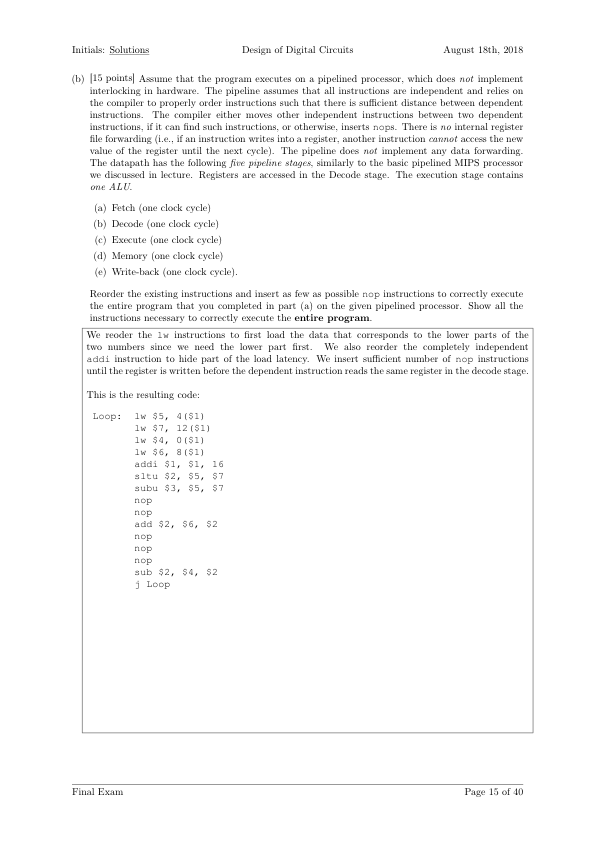 Initials: Solutions Design of Digital Circuits August 18th, 2018
(b) [15 points] Assume that the program executes on a pipelined processor, which does not implement
interlocking in hardware. The pipeline assumes that all instructions are independent and relies on
the compiler to properly order instructions such that there is sufficient distance between dependent
instructions. The compiler either moves other independent instructions between two dependent
instructions, if it can find such instructions, or otherwise, inserts nops. There is no internal register
file forwarding (i.e., if an instruction writes into a register, another instruction cannot access the new
value of the register until the next cycle). The pipeline does not implement any data forwarding.
The datapath has the following five pipeline stages, similarly to the basic pipelined MIPS processor
we discussed in lecture. Registers are accessed in the Decode stage. The execution stage contains
one ALU.
(a) Fetch (one clock cycle)
(b) Decode (one clock cycle)
(c) Execute (one clock cycle)
(d) Memory (one clock cycle)
(e) Write-back (one clock cycle).
Reorder the existing instructions and insert as few as possible nop instructions to correctly execute
the entire program that you completed in part (a) on the given pipelined processor. Show all the
instructions necessary to correctly execute the entire program.
We reoder the lw instructions to first load the data that corresponds to the lower parts of the
two numbers since we need the lower part first. We also reorder the completely independent
addi instruction to hide part of the load latency. We insert sufficient number of nop instructions
until the register is written before the dependent instruction reads the same register in the decode stage.
This is the resulting code:
Loop: lw $5, 4($1)
lw $7, 12($1)
lw $4, 0($1)
lw $6, 8($1)
addi $1, $1, 16
sltu $2, $5, $7
subu $3, $5, $7
nop
nop
add $2, $6, $2
nop
nop
nop
sub $2, $4, $2
j Loop
Final Exam Page 15 of 40